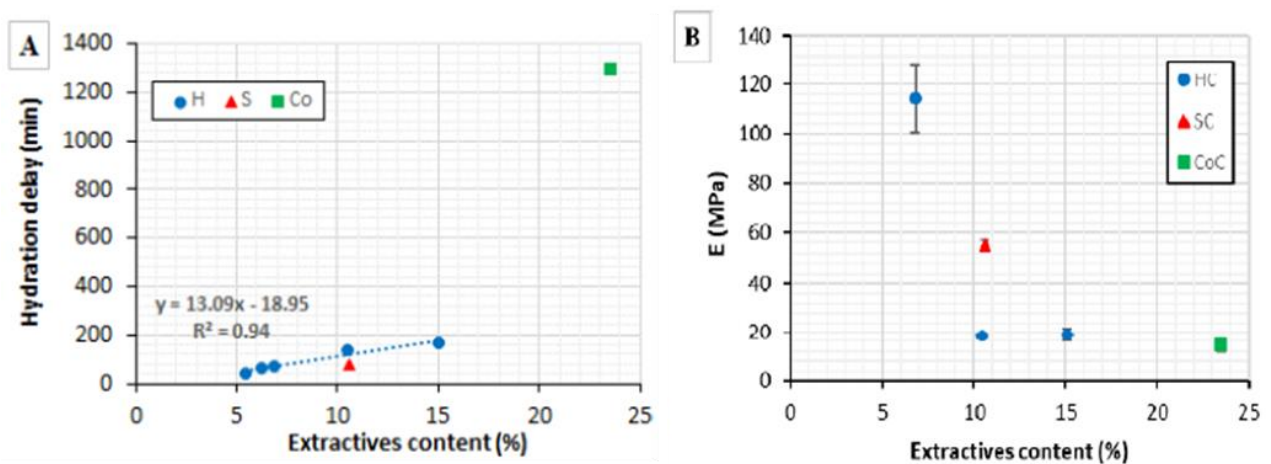 A
1400
1200
1000
800
600
400
200
0
Hydration delay (min)
H S Co
y = 13.09x - 18.95
R² = 0.94
0 5 10 15 20 25
Extractives content (%)
B
140
120
100
80
60
40
20
0
E (MPa)
HC
SC
CoC
0 5 10 15 20 25
Extractives content (%)